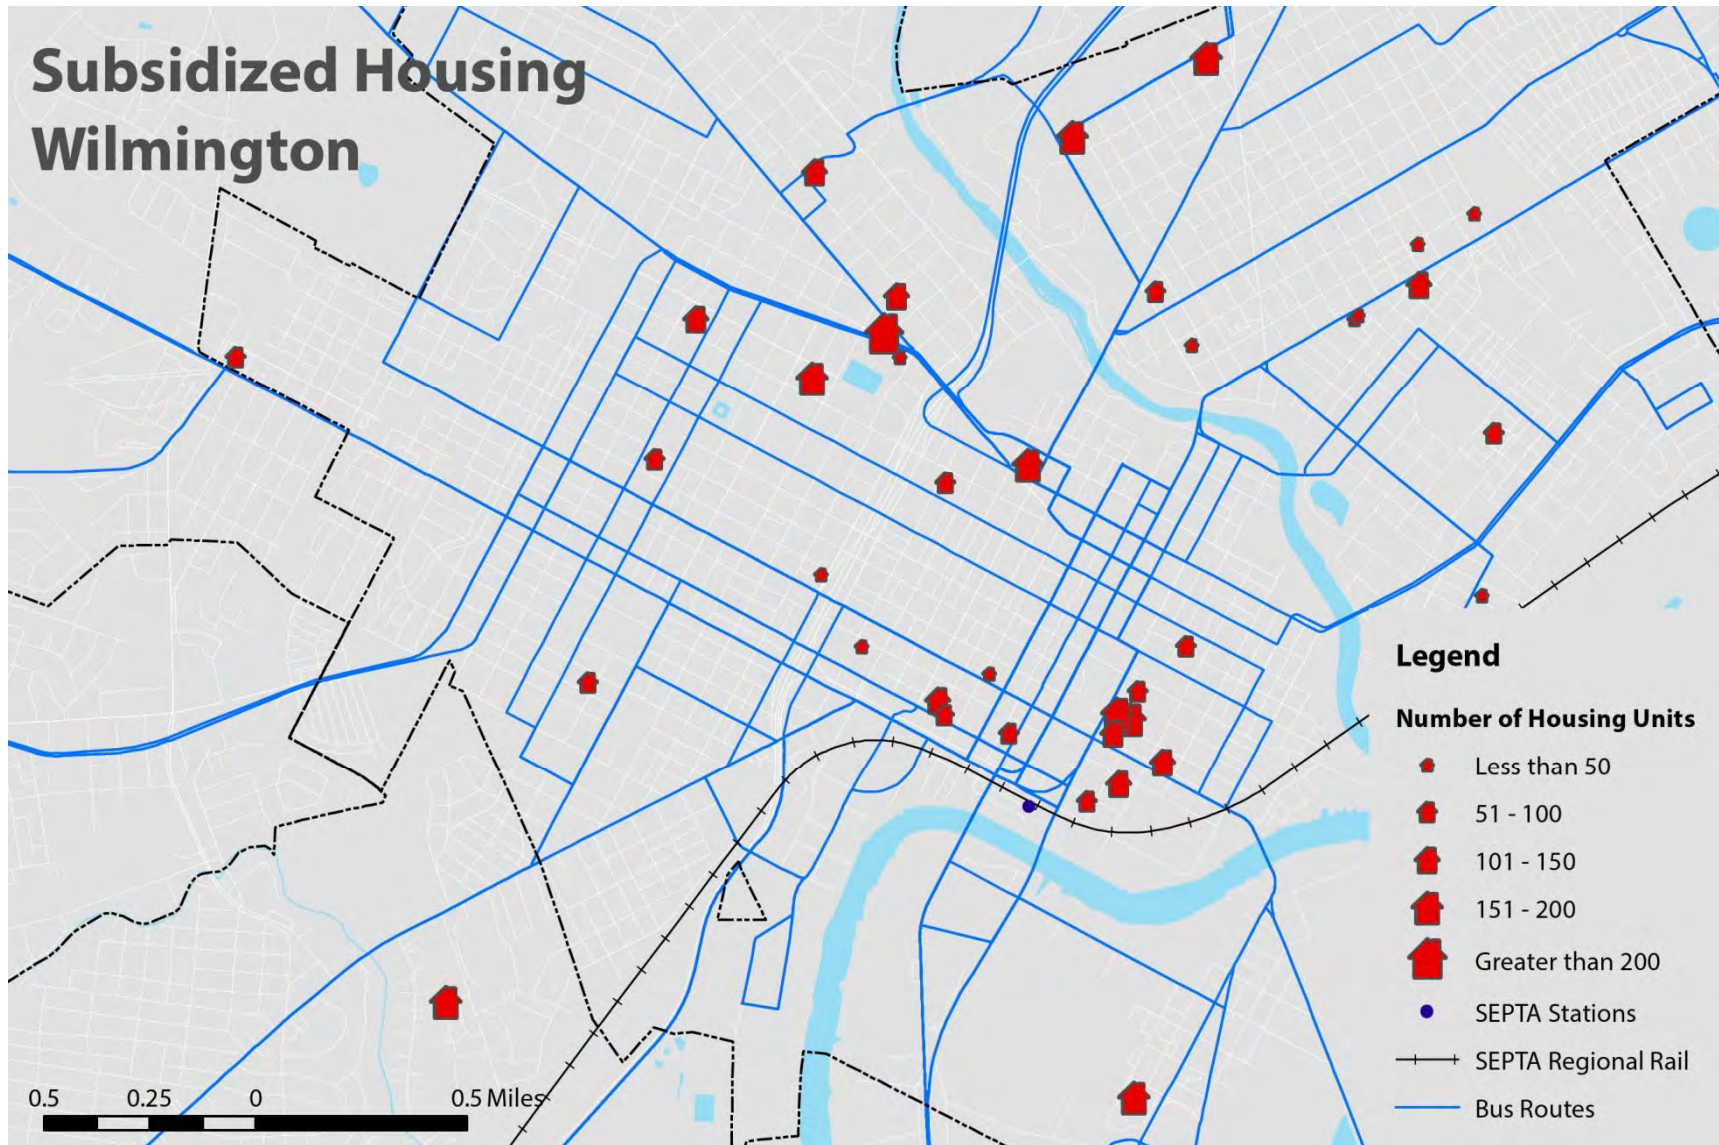 Subsidized Housing
Wilmington
Legend
Number of Housing Units
Less than 50
51 - 100
101 - 150
151 - 200
Greater than 200
SEPTA Stations
SEPTA Regional Rail
Bus Routes
0.5 0.25 0 0.5 Miles